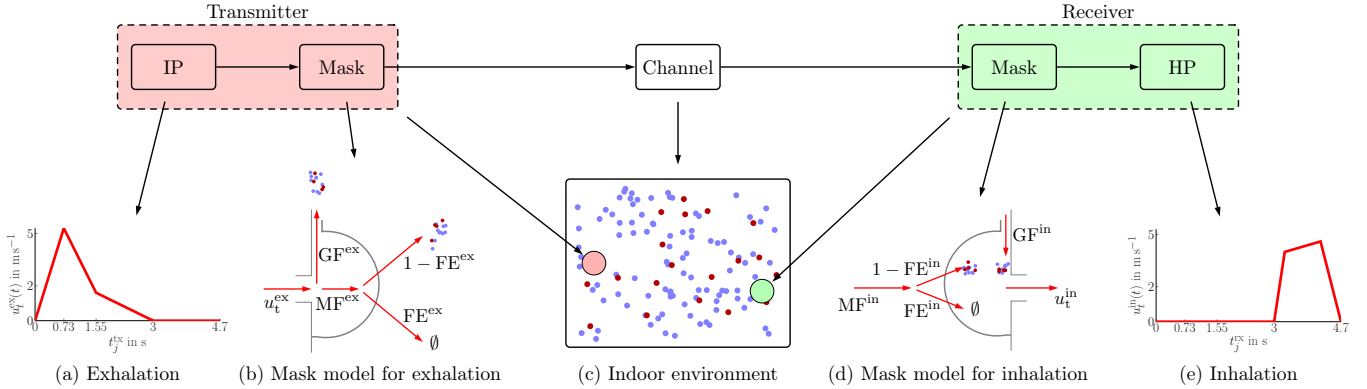 Transmitter
Receiver
IP
Mask
Channel
Mask
HP
5
2
0
0 0.73 1.55 3 4.7
u_t^ex(t) in m s⁻¹
t_j^tx in s
u_t^ex
GF^ex
MF^ex
1 − FE^ex
FE^ex
∅
MF^in
1 − FE^in
FE^in
∅
GF^in
u_t^in
5
2
0
0 0.73 1.55 3 4.7
u_t^in(t) in m s⁻¹
t_j^rx in s
(a) Exhalation
(b) Mask model for exhalation
(c) Indoor environment
(d) Mask model for inhalation
(e) Inhalation